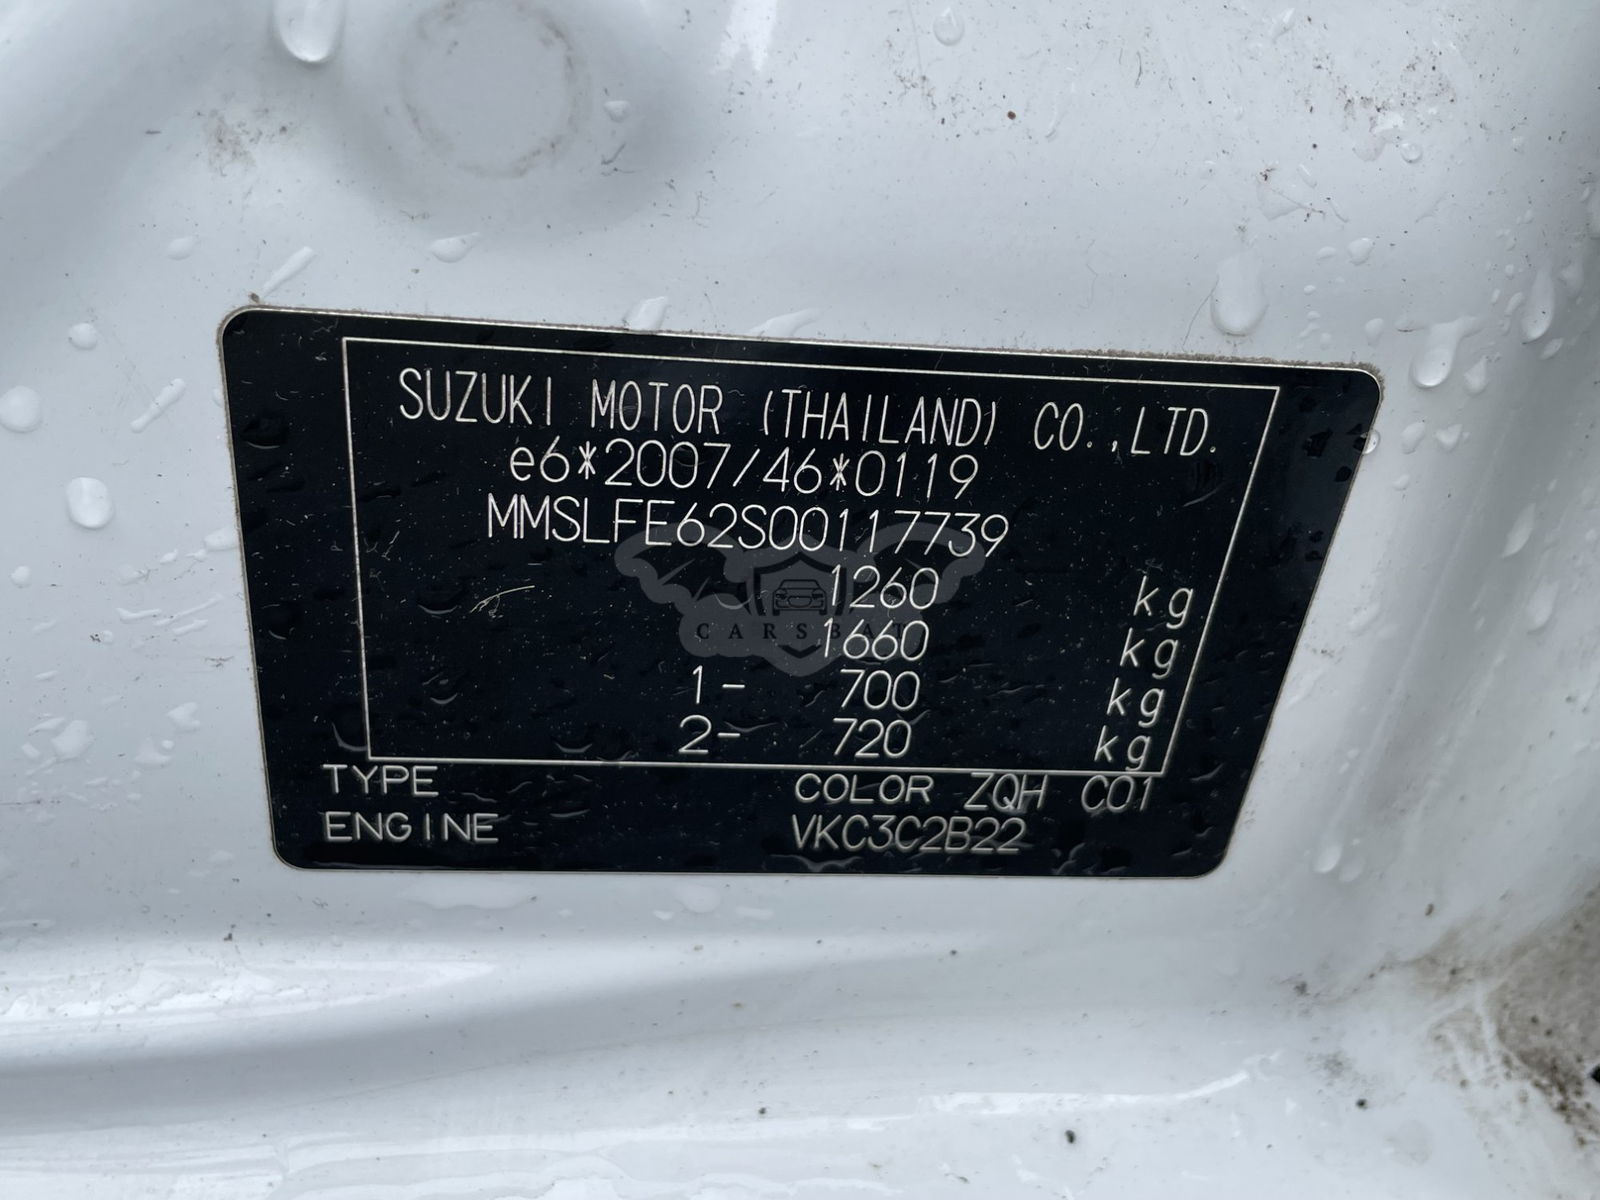 SUZUKI MOTOR (THAILAND) CO.,LTD.
e6*2007/46*0119
MMSLFE62S00117739
1260 kg
CARSBAT
1660 kg
1- 700 kg
2- 720 kg
TYPE COLOR ZQH C01
ENGINE VKC3C2B22